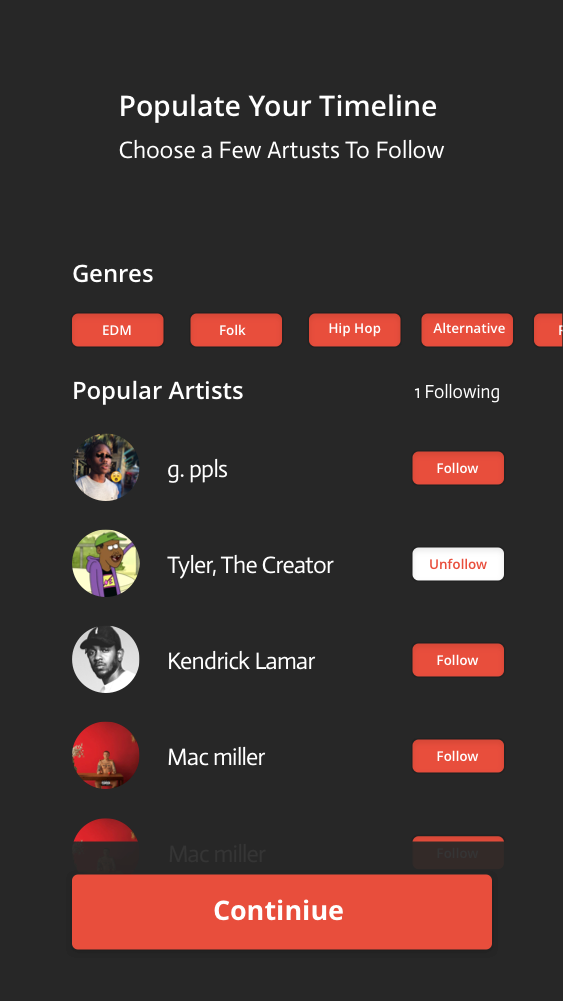 Populate Your Timeline
Choose a Few Artusts To Follow
Genres
EDM Folk Hip Hop Alternative
Popular Artists 1 Following
g. ppls Follow
Tyler, The Creator Unfollow
Kendrick Lamar Follow
Mac miller Follow
Mac miller Follow
Continiue